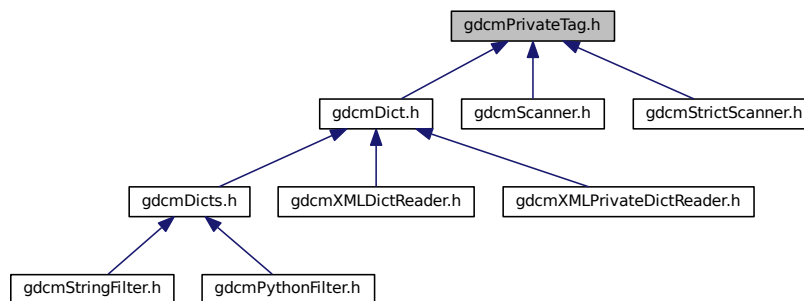 gdcmPrivateTag.h
gdcmDict.h
gdcmScanner.h
gdcmStrictScanner.h
gdcmDicts.h
gdcmXMLDictReader.h
gdcmXMLPrivateDictReader.h
gdcmStringFilter.h
gdcmPythonFilter.h